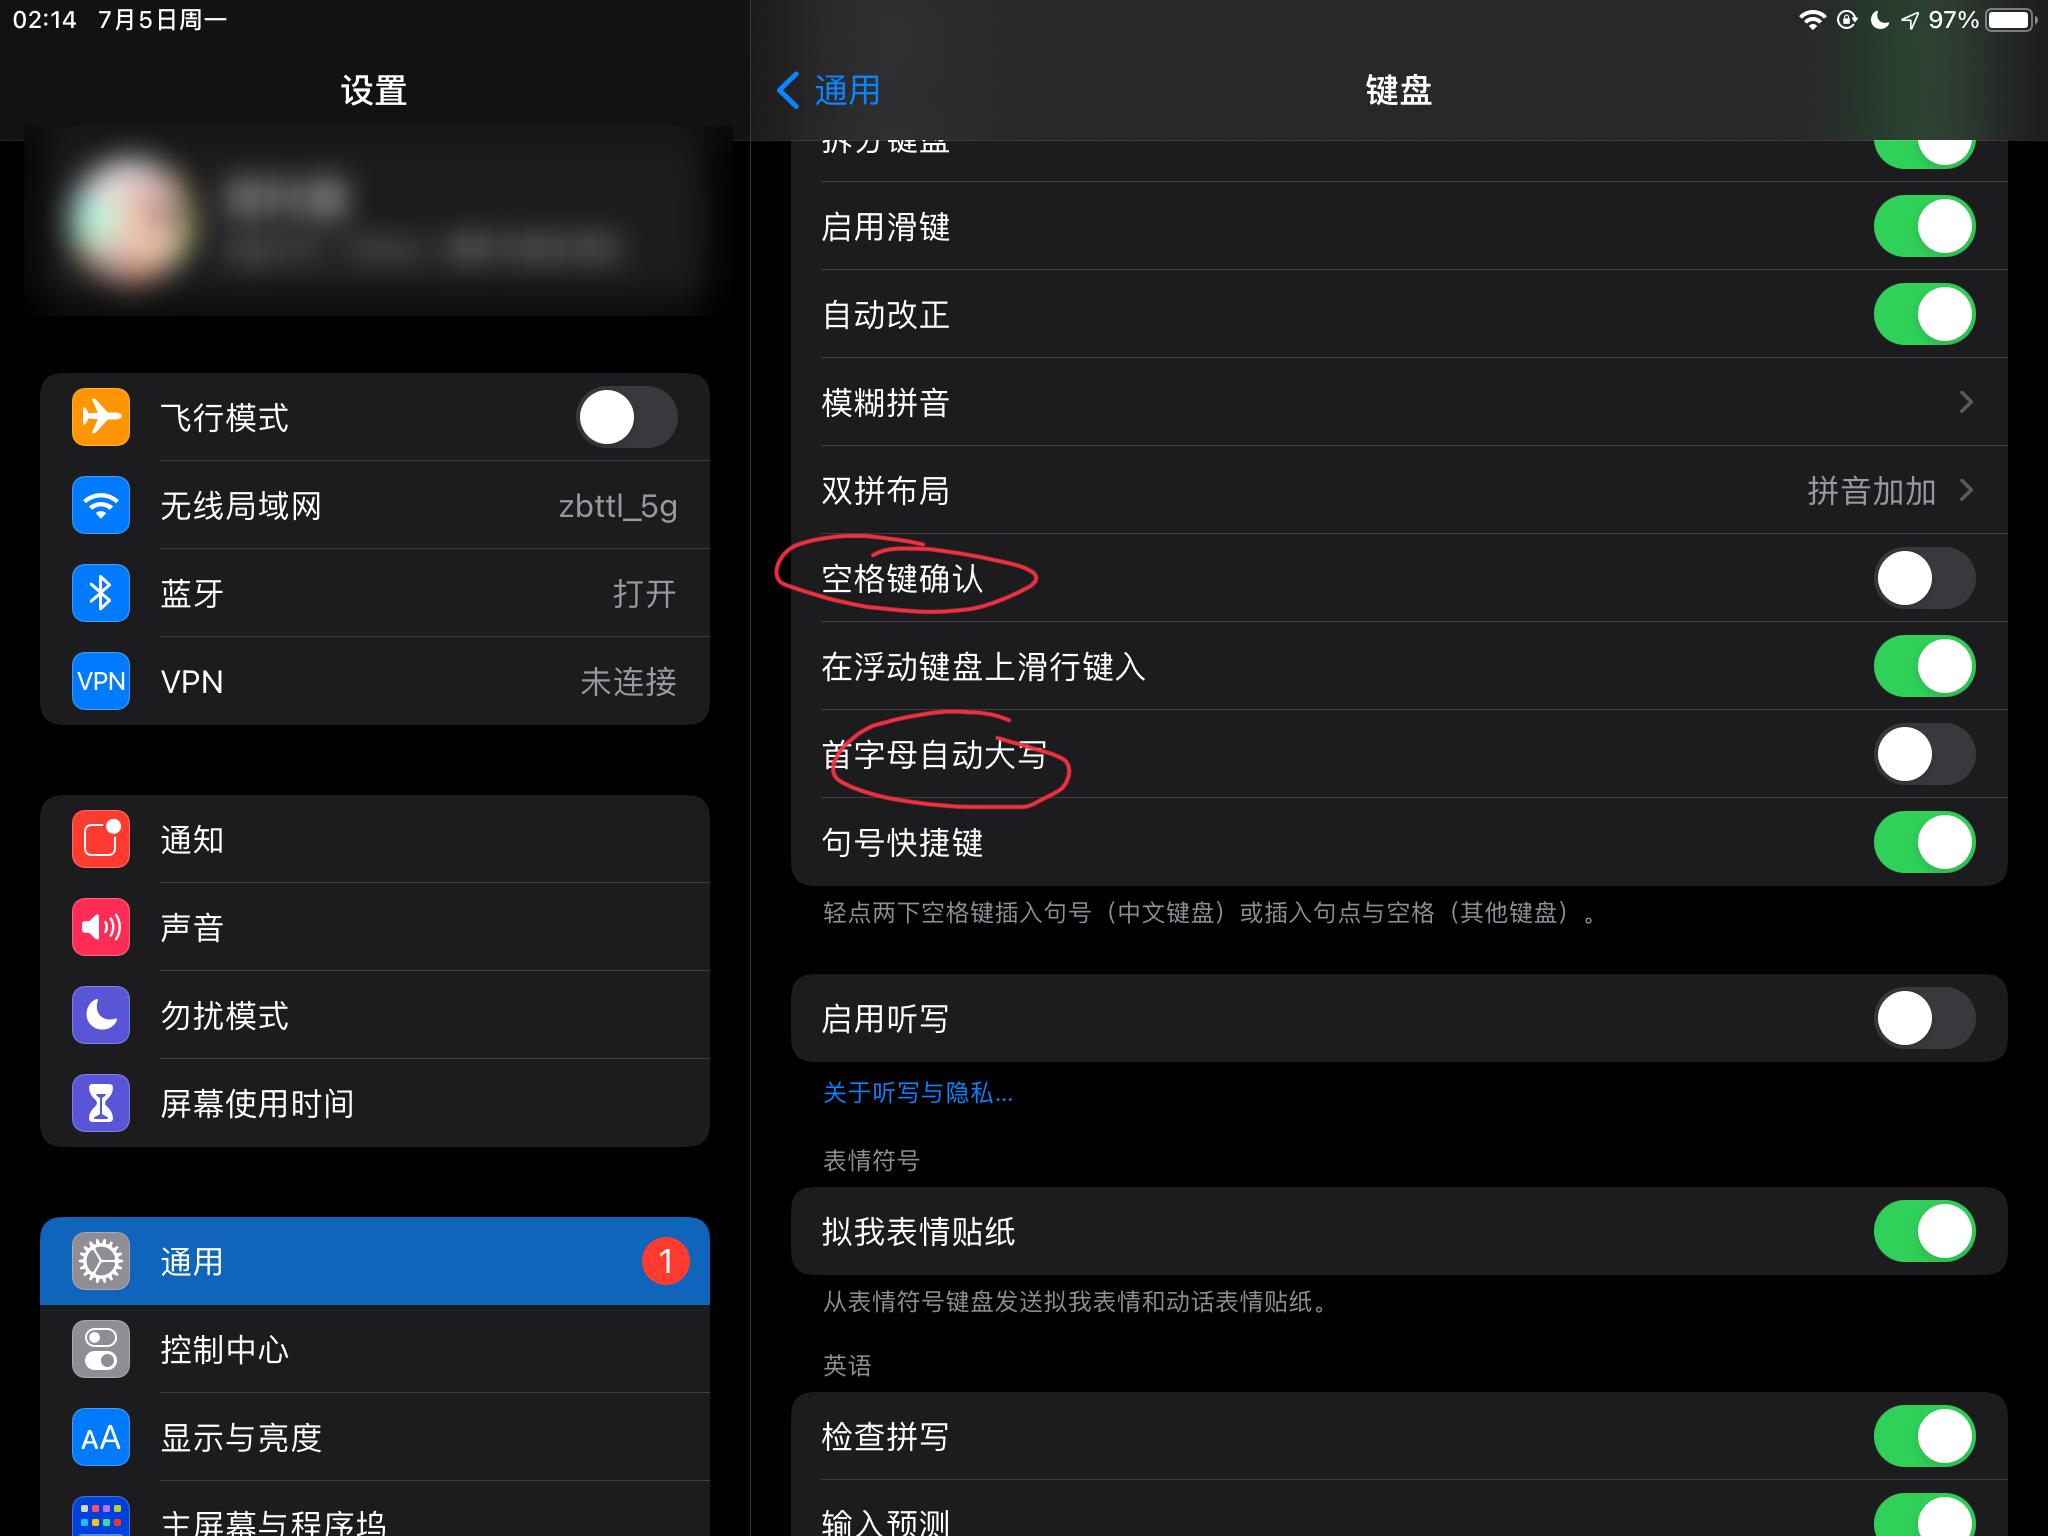 02:14 7月5日周一
97%
设置
飞行模式
无线局域网 zbttl_5g
蓝牙 打开
VPN VPN 未连接
通知
声音
勿扰模式
屏幕使用时间
通用 1
控制中心
AA 显示与亮度
主屏幕与程序坞
通用 键盘
拆分键盘
启用滑键
自动改正
模糊拼音
双拼布局 拼音加加
空格键确认
在浮动键盘上滑行键入
首字母自动大写
句号快捷键
轻点两下空格键插入句号（中文键盘）或插入句点与空格（其他键盘）。
启用听写
关于听写与隐私...
表情符号
拟我表情贴纸
从表情符号键盘发送拟我表情和动话表情贴纸。
英语
检查拼写
输入预测